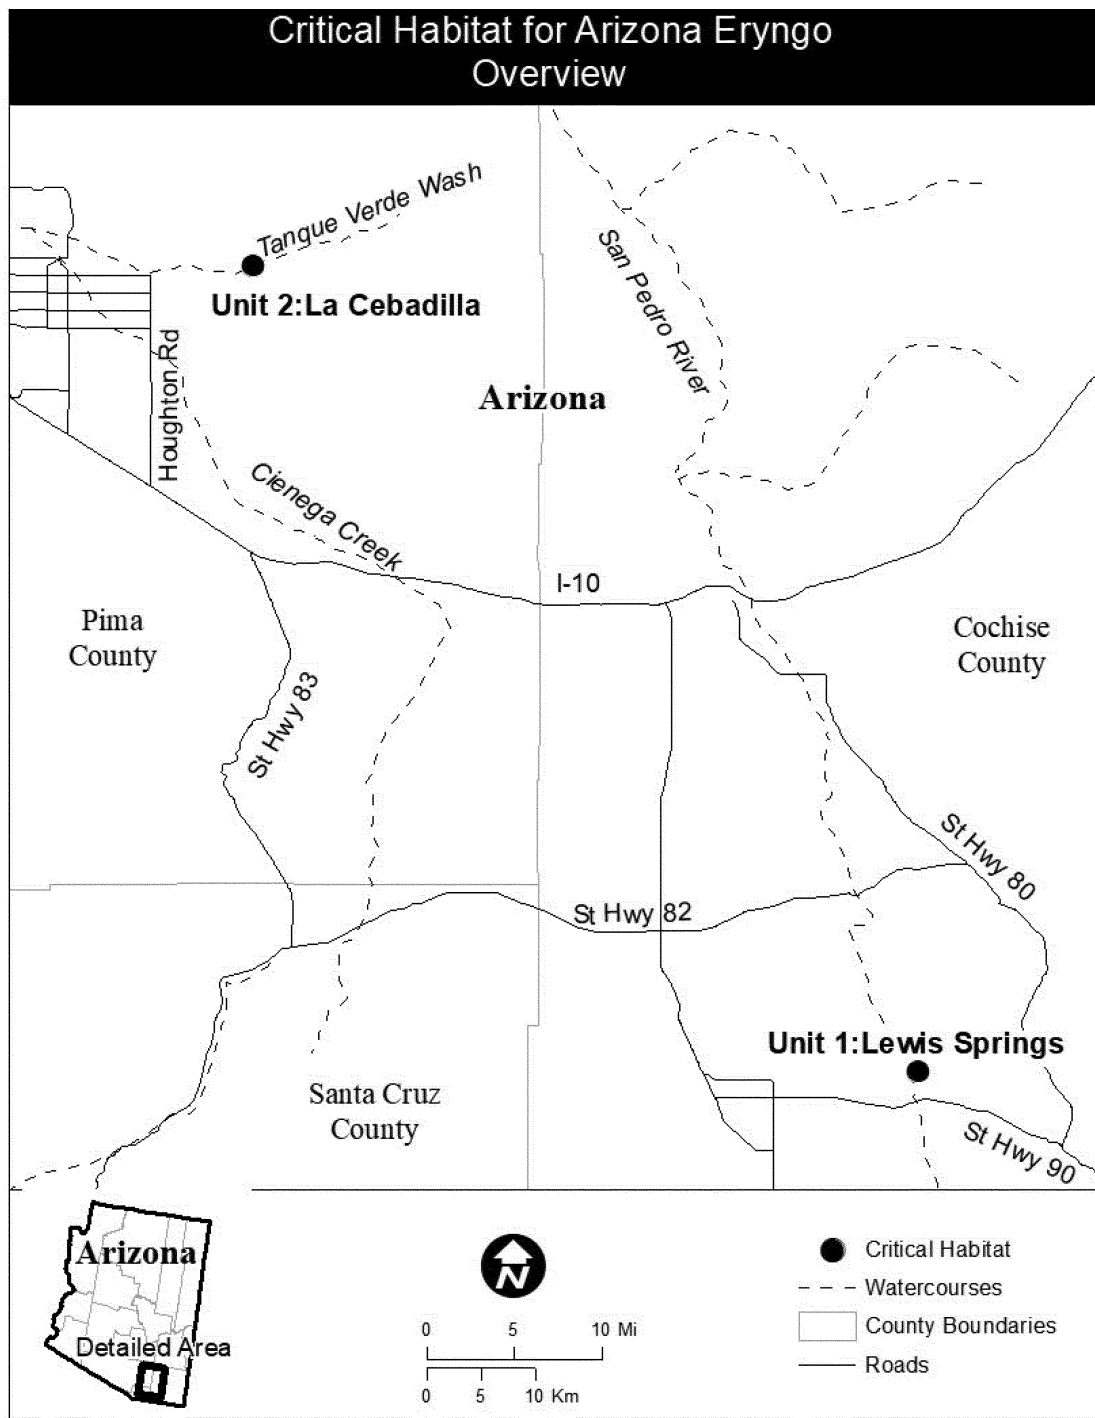 Critical Habitat for Arizona Eryngo
Overview
Tanque Verde Wash
Unit 2:La Cebadilla
San Pedro River
Houghton Rd
Arizona
Cienega Creek
I-10
Pima
County
Cochise
County
St Hwy 83
St Hwy 80
St Hwy 82
Unit 1:Lewis Springs
Santa Cruz
County
St Hwy 90
Arizona
Detailed Area
N
0 5 10 Mi
0 5 10 Km
Critical Habitat
Watercourses
County Boundaries
Roads